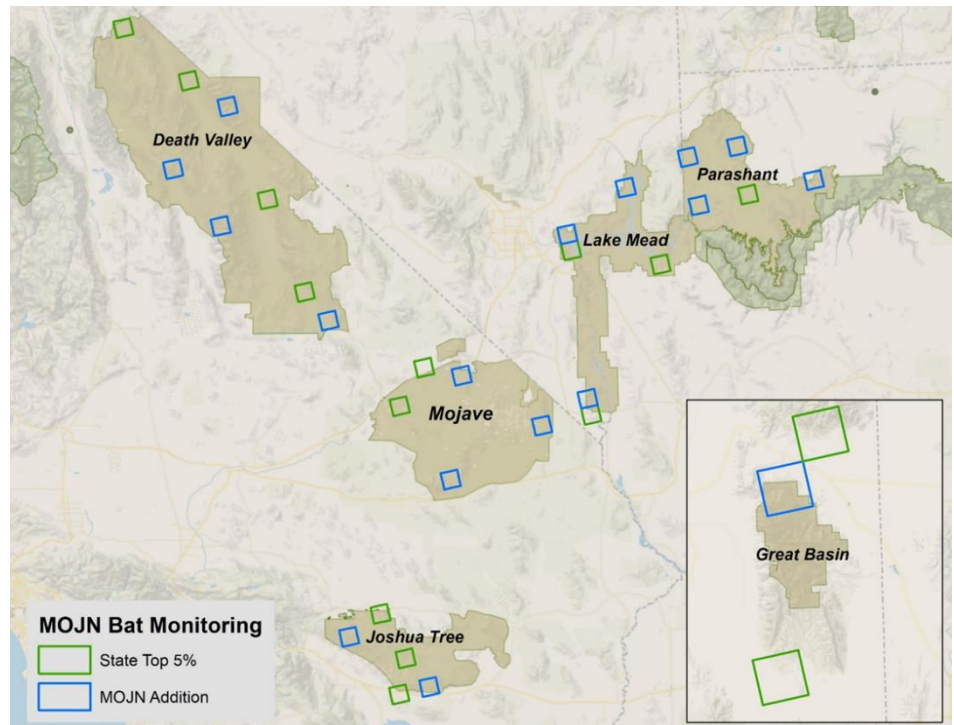 Death Valley
Parashant
Lake Mead
Mojave
Great Basin
Joshua Tree
MOJN Bat Monitoring
State Top 5%
MOJN Addition